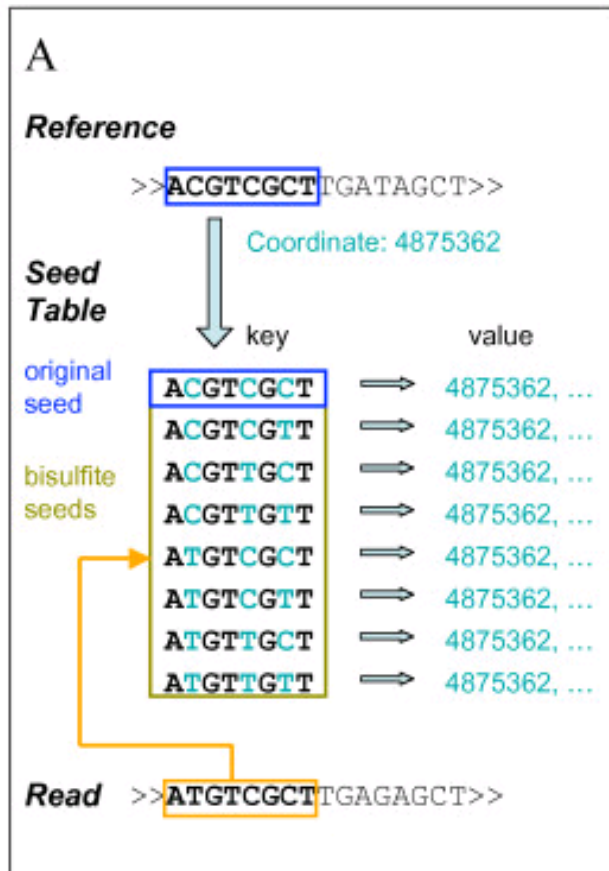 A
Reference
>>ACGTCGCTTGATAGCT>>
Coordinate: 4875362
Seed
Table
key value
original
seed
ACGTCGCT 4875362, ...
ACGTCGTT 4875362, ...
bisulfite
seeds
ACGTTGCT 4875362, ...
ACGTTGTT 4875362, ...
ATGTCGCT 4875362, ...
ATGTCGTT 4875362, ...
ATGTTGCT 4875362, ...
ATGTTGTT 4875362, ...
Read >>ATGTCGCTTGAGAGCT>>